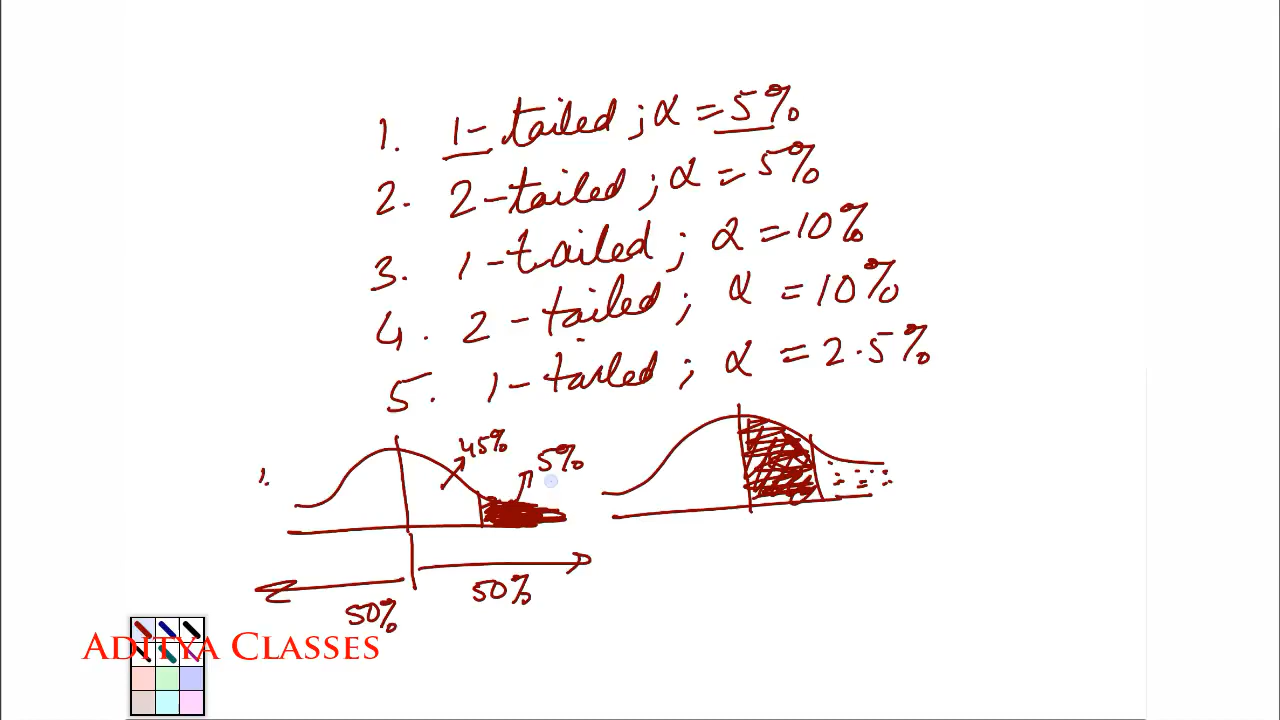 1. 1-tailed ; α = 5%
2. 2-tailed ; α = 5%
3. 1-tailed ; α = 10%
4. 2-tailed ; α = 10%
5. 1-tailed ; α = 2.5%
1.
45%
5%
50%
50%
ADITYA CLASSES